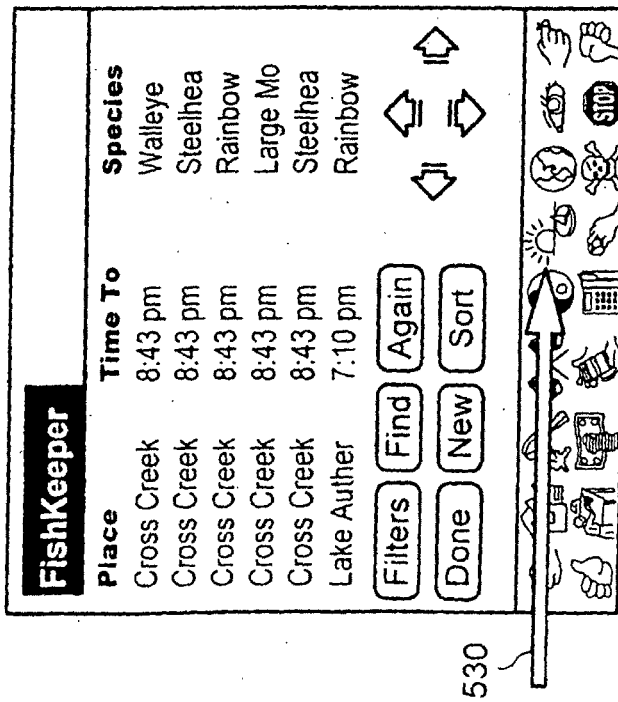 FishKeeper
Place Time To Species
Cross Creek 8:43 pm Walleye
Cross Creek 8:43 pm Steelhea
Cross Creek 8:43 pm Rainbow
Cross Creek 8:43 pm Large Mo
Cross Creek 8:43 pm Steelhea
Lake Auther 7:10 pm Rainbow
Filters Find Again
Done New Sort
STOP
530